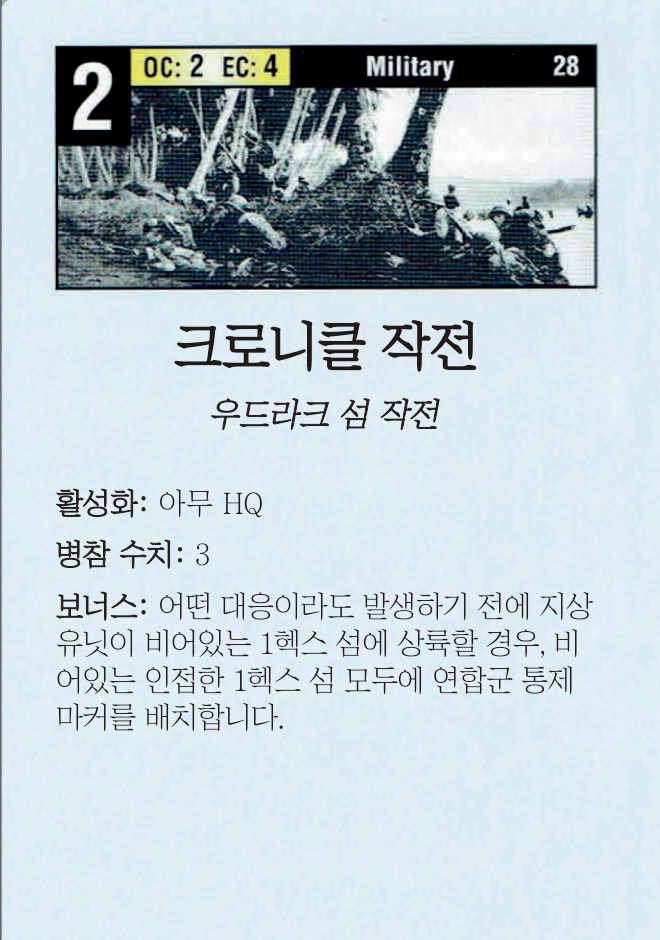 2 OC: 2 EC: 4 Military 28
크로니클 작전
우드라크 섬 작전
활성화: 아무 HQ
병참 수치: 3
보너스: 어떤 대응이라도 발생하기 전에 지상
유닛이 비어있는 1헥스 섬에 상륙할 경우, 비
어있는 인접한 1헥스 섬 모두에 연합군 통제
마커를 배치합니다.